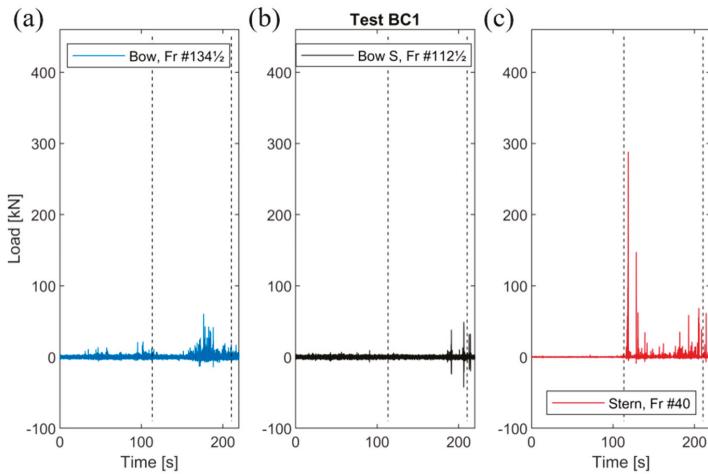 (a)
(b)
Test BC1
(c)
Bow, Fr #134½
Bow S, Fr #112½
Load [kN]
400
300
200
100
0
-100
400
300
200
100
0
-100
400
300
200
100
0
-100
Stern, Fr #40
0 100 200
0 100 200
0 100 200
Time [s]
Time [s]
Time [s]